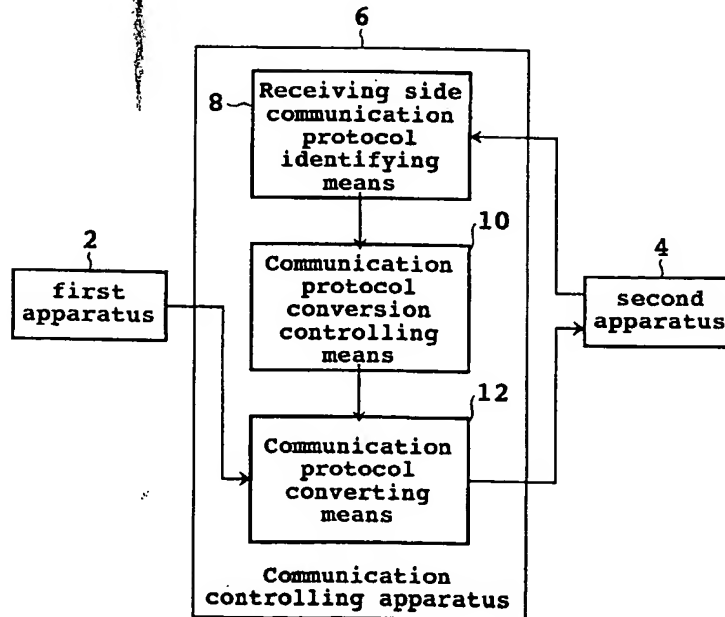 6
8
Receiving side
communication
protocol
identifying
means
10
2
4
first
apparatus
Communication
protocol
conversion
controlling
means
second
apparatus
12
Communication
protocol
converting
means
Communication
controlling apparatus